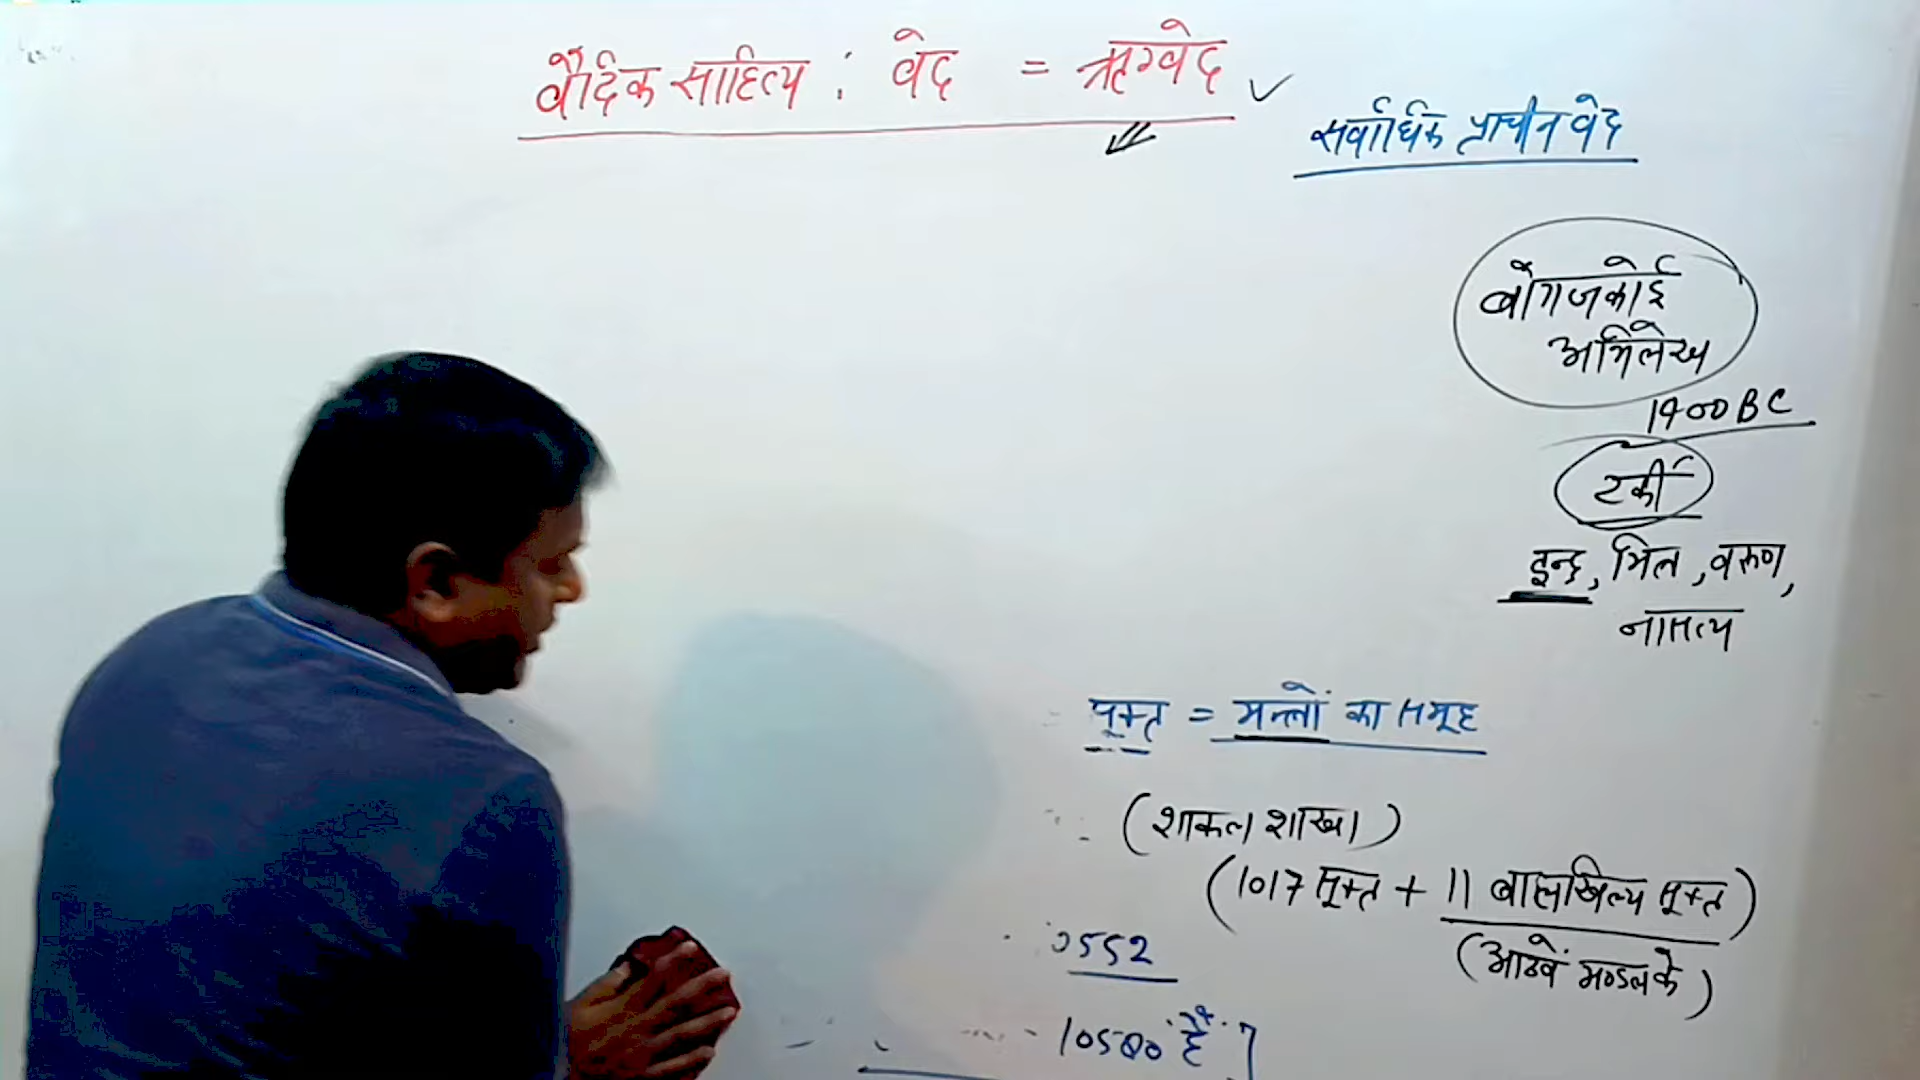 वैदिक साहित्य : वेद = ऋग्वेद ✓
सर्वाधिक प्राचीन वेद
बोगजकोई
अभिलेख
1400 BC
टर्की
इन्द्र, मित्र, वरुण,
नासत्य
सूक्त = मन्त्रों का समूह
(शाकल शाखा)
(1017 सूक्त + 11 बालखिल्य सूक्त)
(आठवें मण्डल के)
0552
10580 हैं]